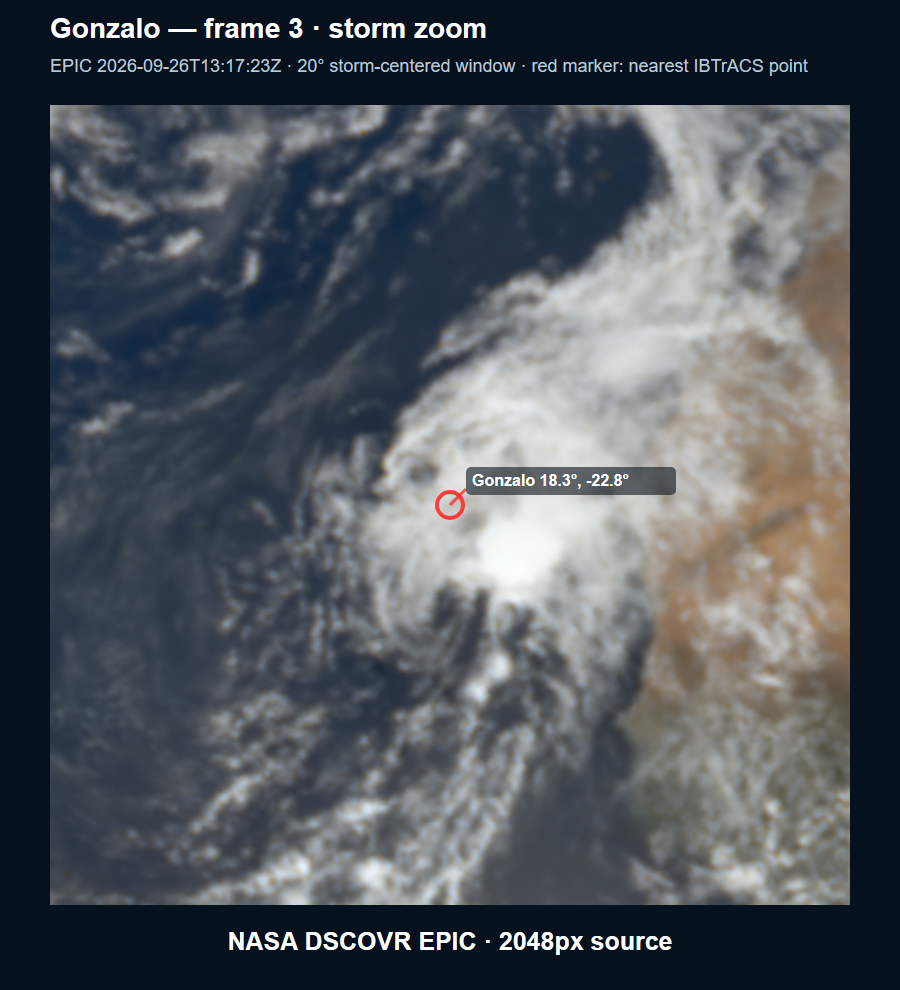 Gonzalo — frame 3 · storm zoom
EPIC 2026-09-26T13:17:23Z · 20° storm-centered window · red marker: nearest IBTrACS point
Gonzalo 18.3°, -22.8°
NASA DSCOVR EPIC · 2048px source